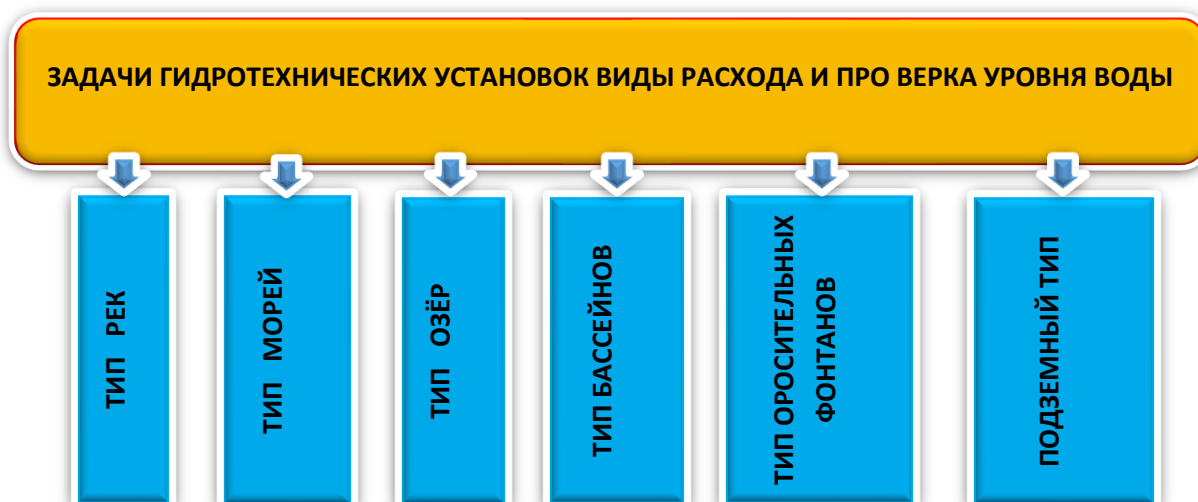 ЗАДАЧИ ГИДРОТЕХНИЧЕСКИХ УСТАНОВОК ВИДЫ РАСХОДА И ПРО ВЕРКА УРОВНЯ ВОДЫ
ТИП РЕК
ТИП МОРЕЙ
ТИП ОЗЁР
ТИП БАССЕЙНОВ
ТИП ОРОСИТЕЛЬНЫХ
ФОНТАНОВ
ПОДЗЕМНЫЙ ТИП